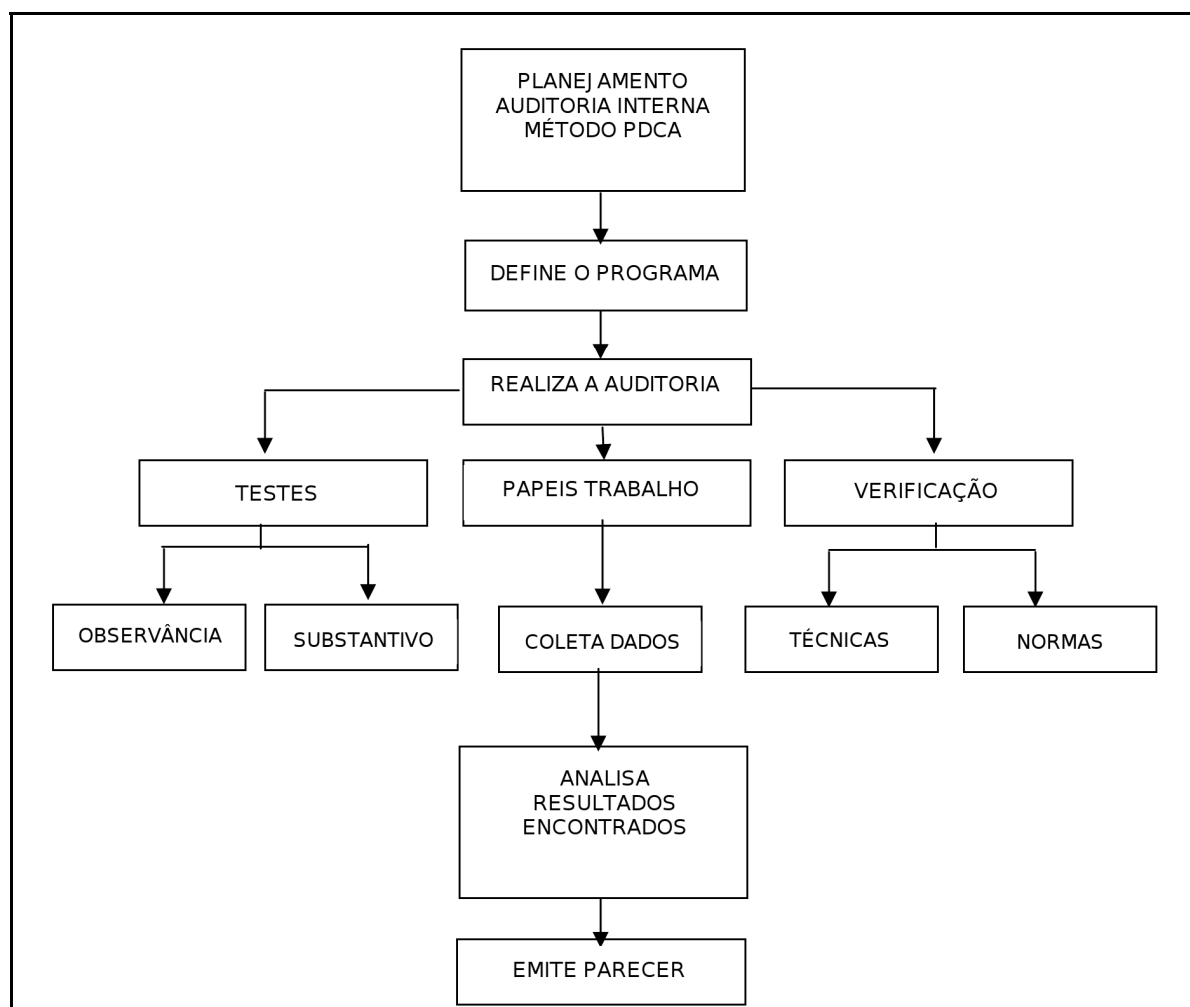 PLANEJAMENTO
AUDITORIA INTERNA
MÉTODO PDCA
DEFINE O PROGRAMA
REALIZA A AUDITORIA
TESTES
PAPEIS TRABALHO
VERIFICAÇÃO
OBSERVÂNCIA
SUBSTANTIVO
COLETA DADOS
TÉCNICAS
NORMAS
ANALISA
RESULTADOS
ENCONTRADOS
EMITE PARECER